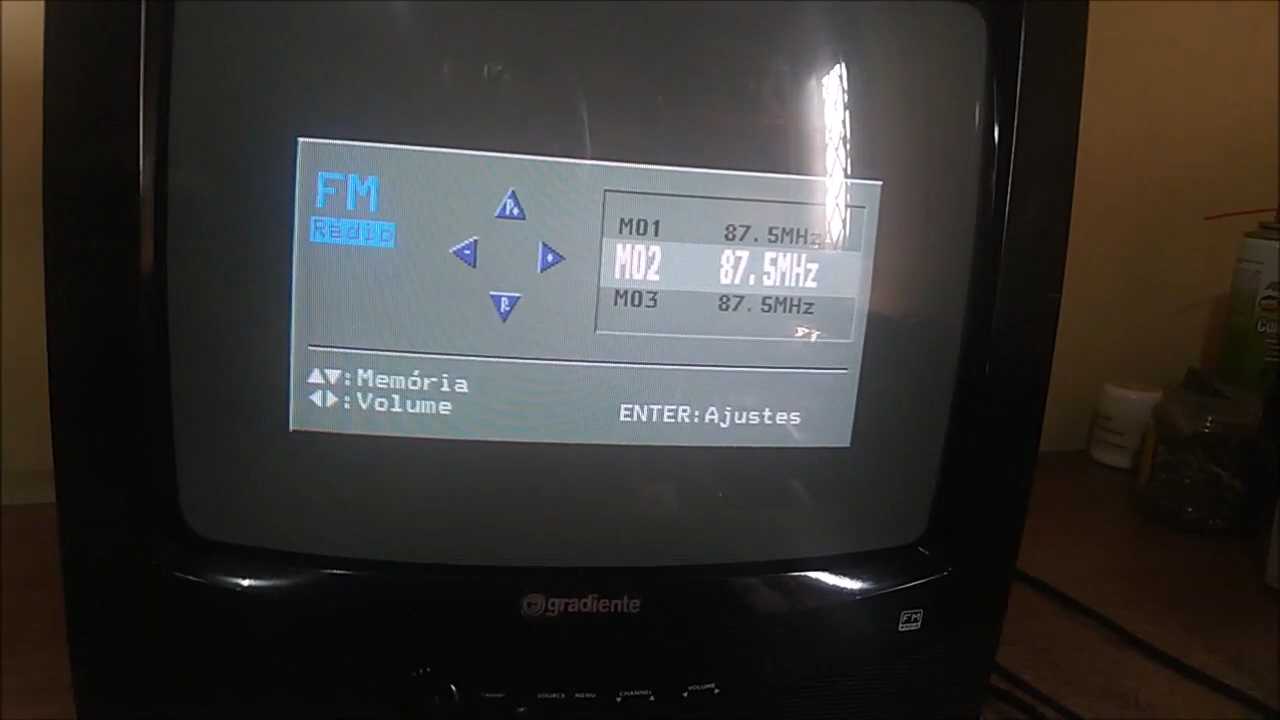 FM
Rádio
P+
- +
P-
M01 87.5MHz
M02 87.5MHz
M03 87.5MHz
▲▼:Memória
◀▶:Volume
ENTER:Ajustes
gradiente
FM
SOURCE MENU CHANNEL VOLUME